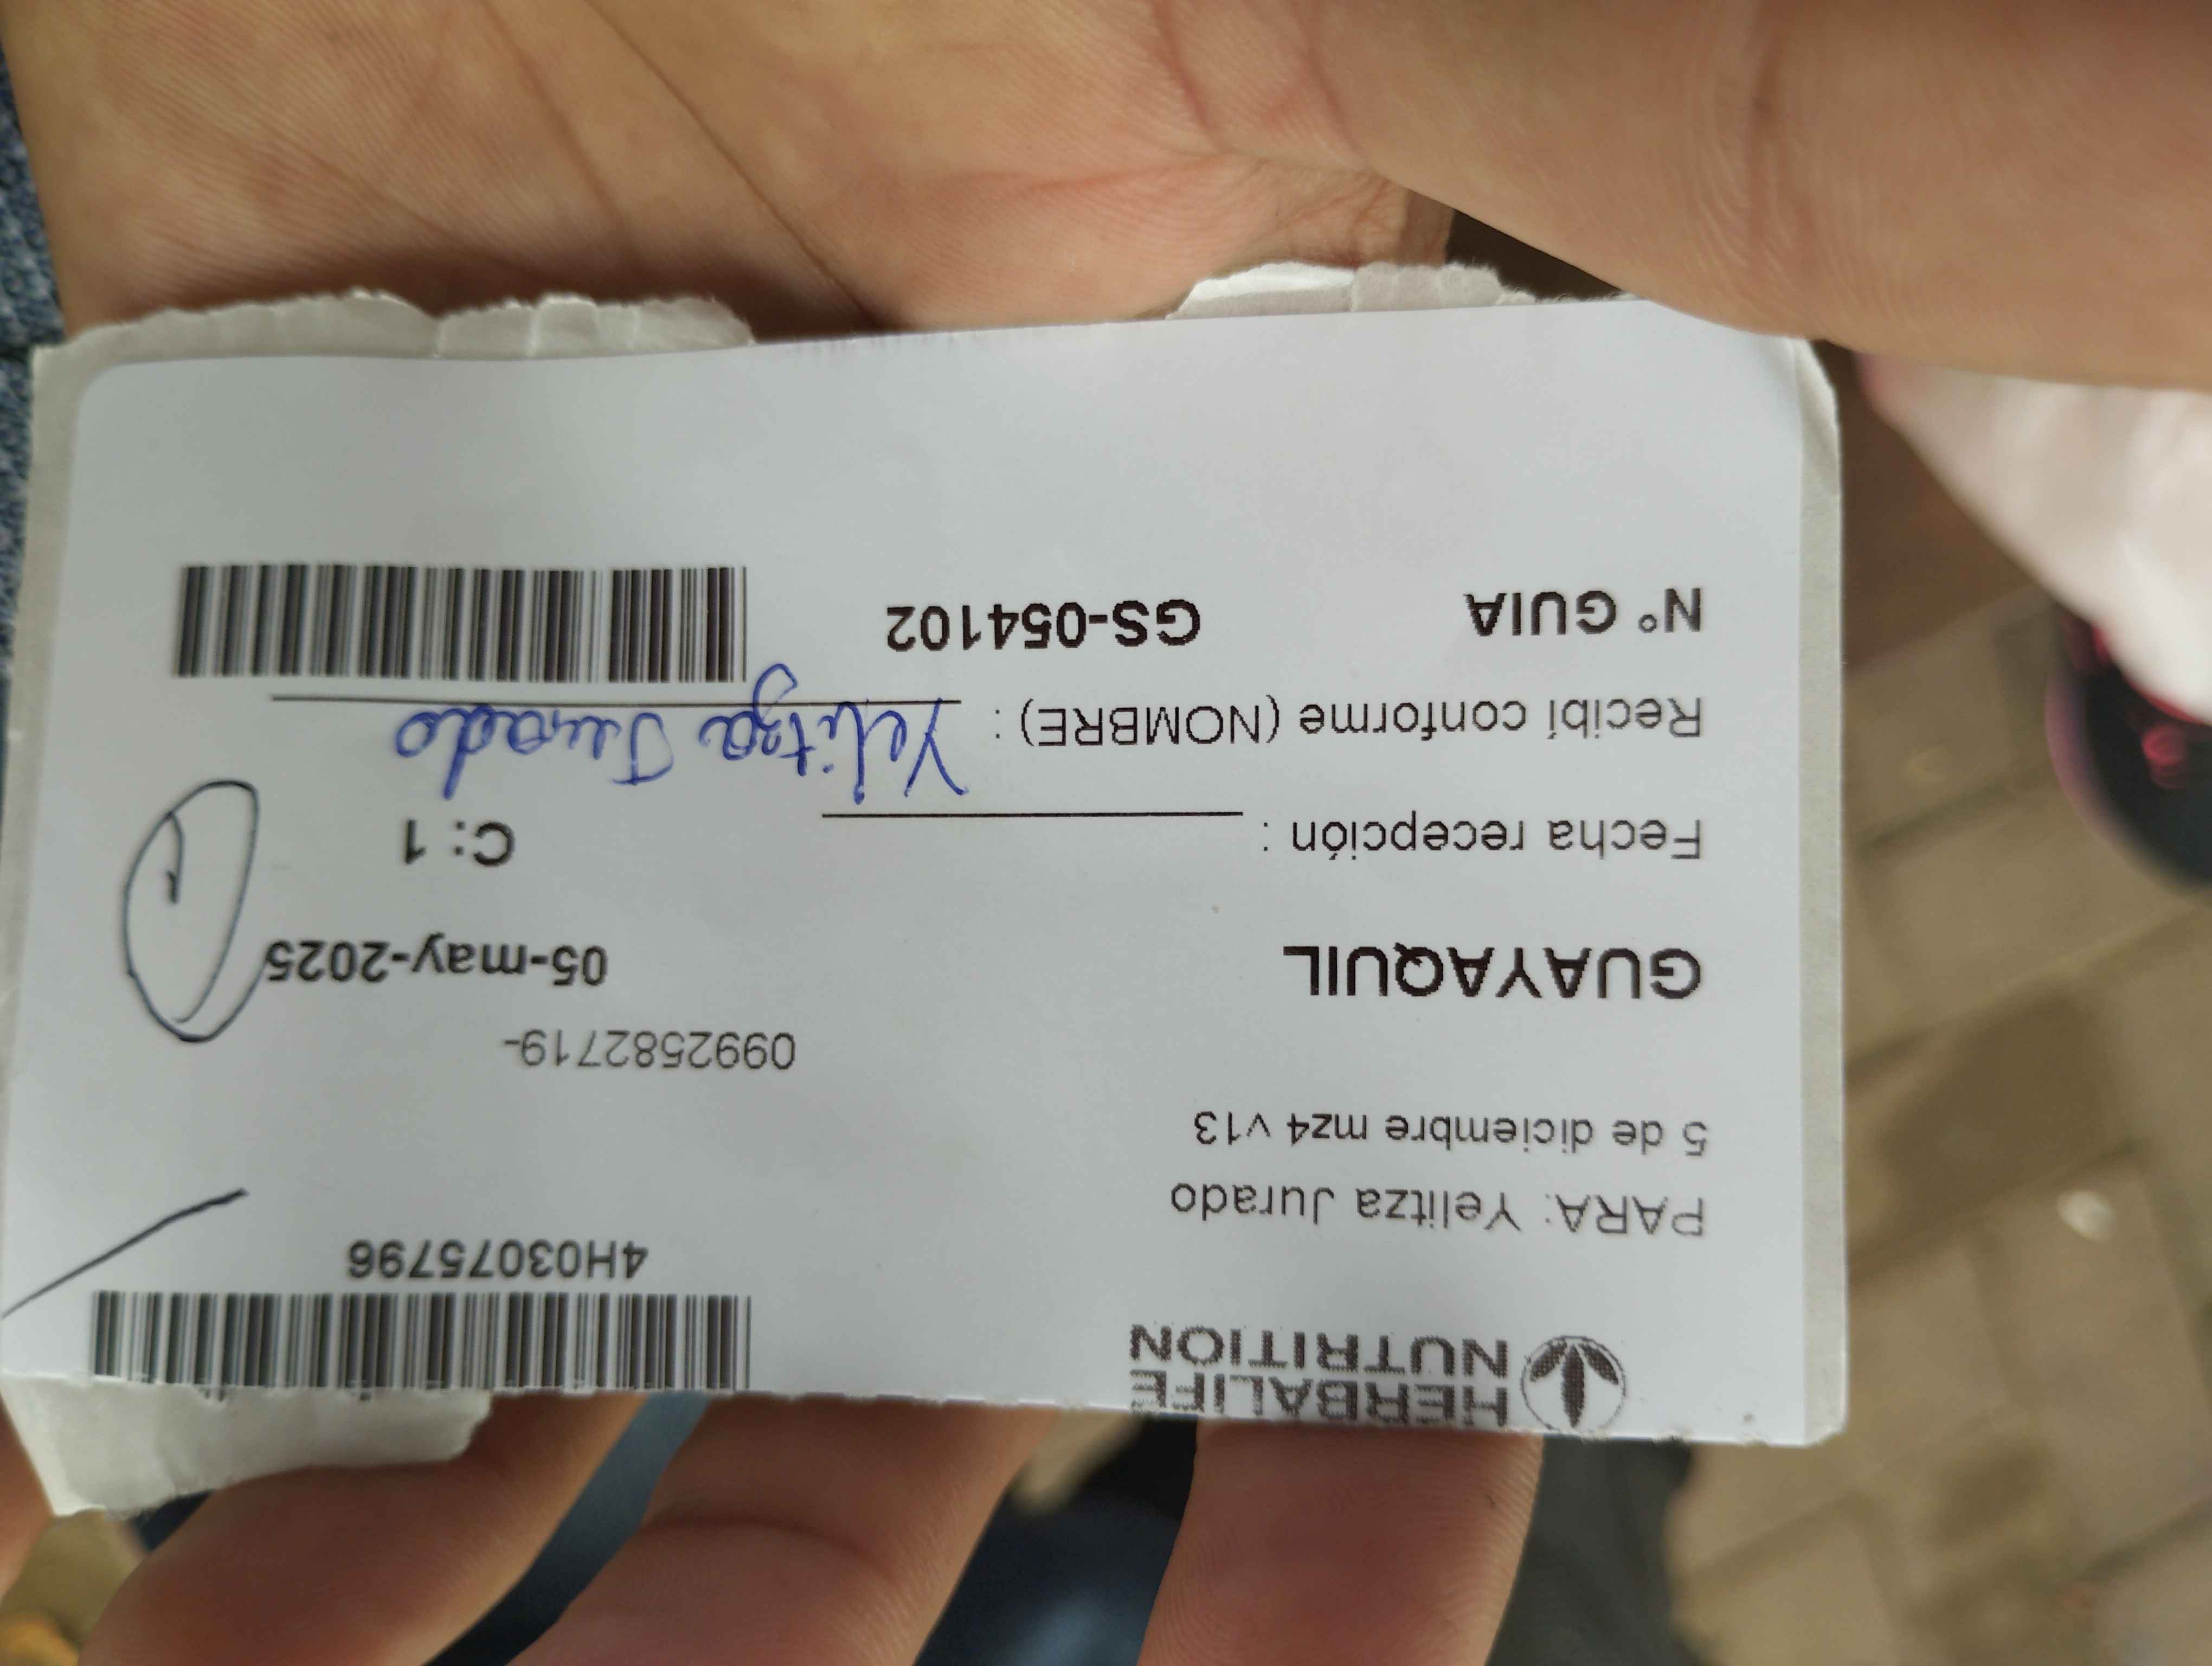 HERBALIFE
NUTRITION
4H03075796
PARA: Yelitza Jurado
5 de diciembre mz4 v13
0992582719-
GUAYAQUIL
05-may-2025
Fecha recepción :
C: 1
Recibí conforme (NOMBRE) : Yelitza Jurado
N° GUIA GS-054102